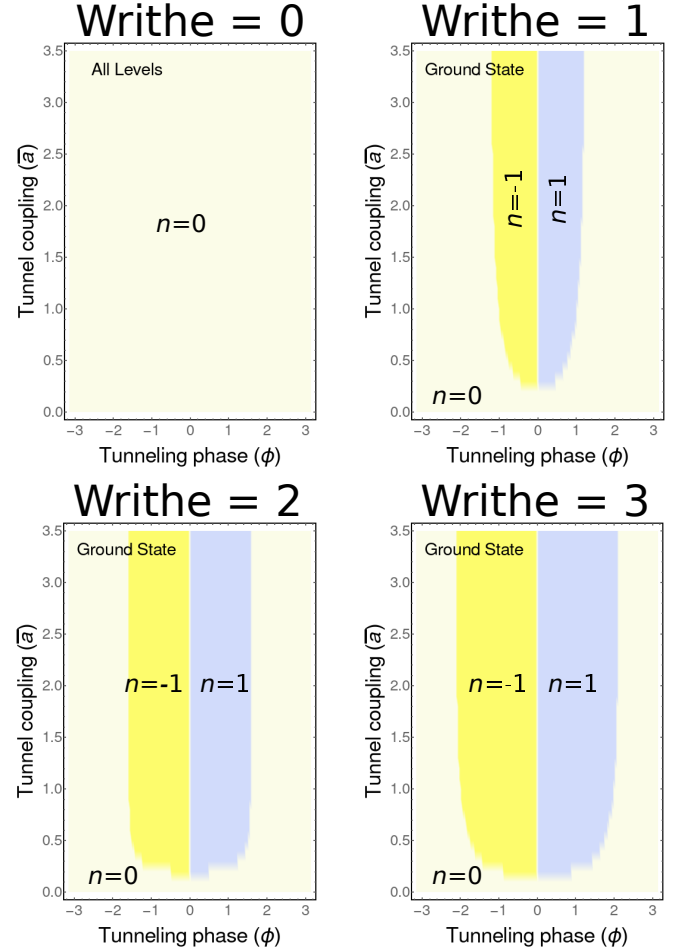 Writhe = 0
3.5
3.0
2.5
2.0
1.5
1.0
0.5
0.0
All Levels
n=0
Tunnel coupling (a̅)
−3 −2 −1 0 1 2 3
Tunneling phase (ϕ)
Writhe = 1
3.5
3.0
2.5
2.0
1.5
1.0
0.5
0.0
Ground State
n=-1
n=1
n=0
Tunnel coupling (a̅)
−3 −2 −1 0 1 2 3
Tunneling phase (ϕ)
Writhe = 2
3.5
3.0
2.5
2.0
1.5
1.0
0.5
0.0
Ground State
n=-1 n=1
n=0
Tunnel coupling (a̅)
−3 −2 −1 0 1 2 3
Tunneling phase (ϕ)
Writhe = 3
3.5
3.0
2.5
2.0
1.5
1.0
0.5
0.0
Ground State
n=-1 n=1
n=0
Tunnel coupling (a̅)
−3 −2 −1 0 1 2 3
Tunneling phase (ϕ)